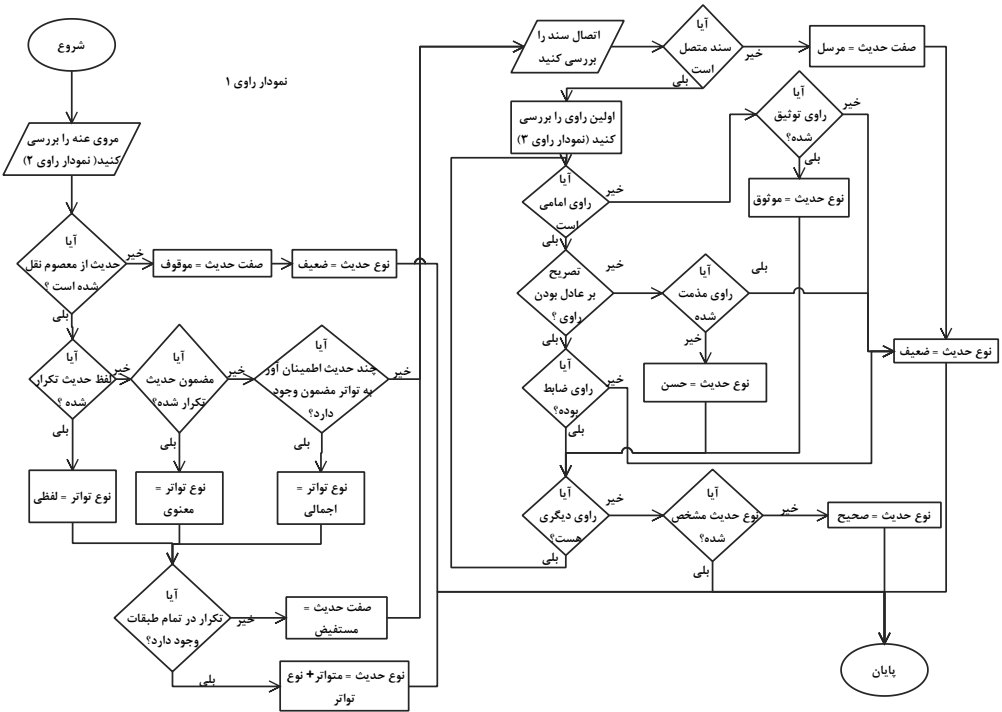 نمودار راوی ۱
شروع
مروی عنه را بررسی
کنید( نمودار راوی ۲)
آیا
حدیث از معصوم نقل
شده است ؟
خیر
صفت حدیث = موقوف
نوع حدیث = ضعیف
بلی
آیا
لفظ حدیث تکرار
شده ؟
خیر
آیا
مضمون حدیث
تکرار شده؟
خیر
آیا
چند حدیث اطمینان آور
به تواتر مضمون وجود
دارد؟
خیر
بلی
بلی
بلی
نوع تواتر = لفظی
نوع تواتر =
معنوی
نوع تواتر =
اجمالی
آیا
تکرار در تمام طبقات
وجود دارد؟
خیر
صفت حدیث =
مستفیض
بلی
نوع حدیث = متواتر+ نوع
تواتر
اتصال سند را
بررسی کنید
آیا
سند متصل
است
خیر
صفت حدیث = مرسل
بلی
اولین راوی را بررسی
کنید (نمودار راوی ۳)
آیا
راوی امامی
است
خیر
آیا
راوی توثیق
شده؟
خیر
بلی
نوع حدیث = موثوق
بلی
تصریح
بر عادل بودن
راوی ؟
خیر
آیا
راوی مذمت
شده
بلی
خیر
نوع حدیث = حسن
نوع حدیث = ضعیف
بلی
آیا
راوی ضابط
بوده؟
خیر
بلی
آیا
راوی دیگری
هست؟
خیر
بلی
آیا
نوع حدیث مشخص
شده؟
خیر
نوع حدیث = صحیح
بلی
پایان